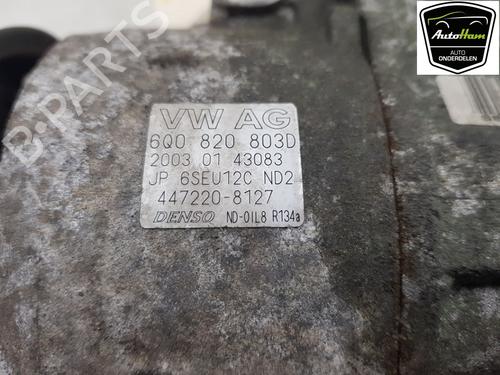 AutoHam
AUTO
ONDERDELEN
B-PARTS
VW AG
6Q0 820 803D
2003 01 43083
JP 6SEU12C ND2
447220-8127
DENSO ND-OIL8 R134a